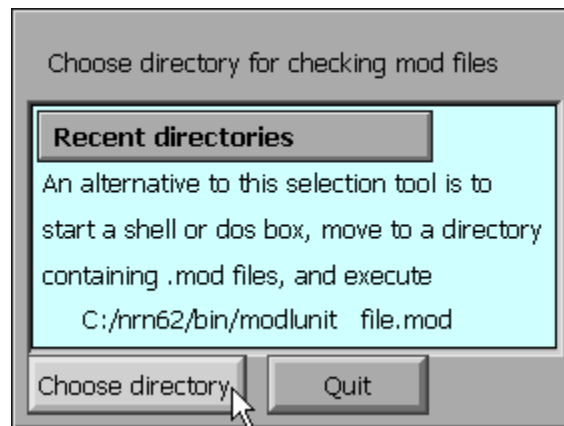 Choose directory for checking mod files
Recent directories
An alternative to this selection tool is to
start a shell or dos box, move to a directory
containing .mod files, and execute
C:/nrn62/bin/modlunit file.mod
Choose directory
Quit